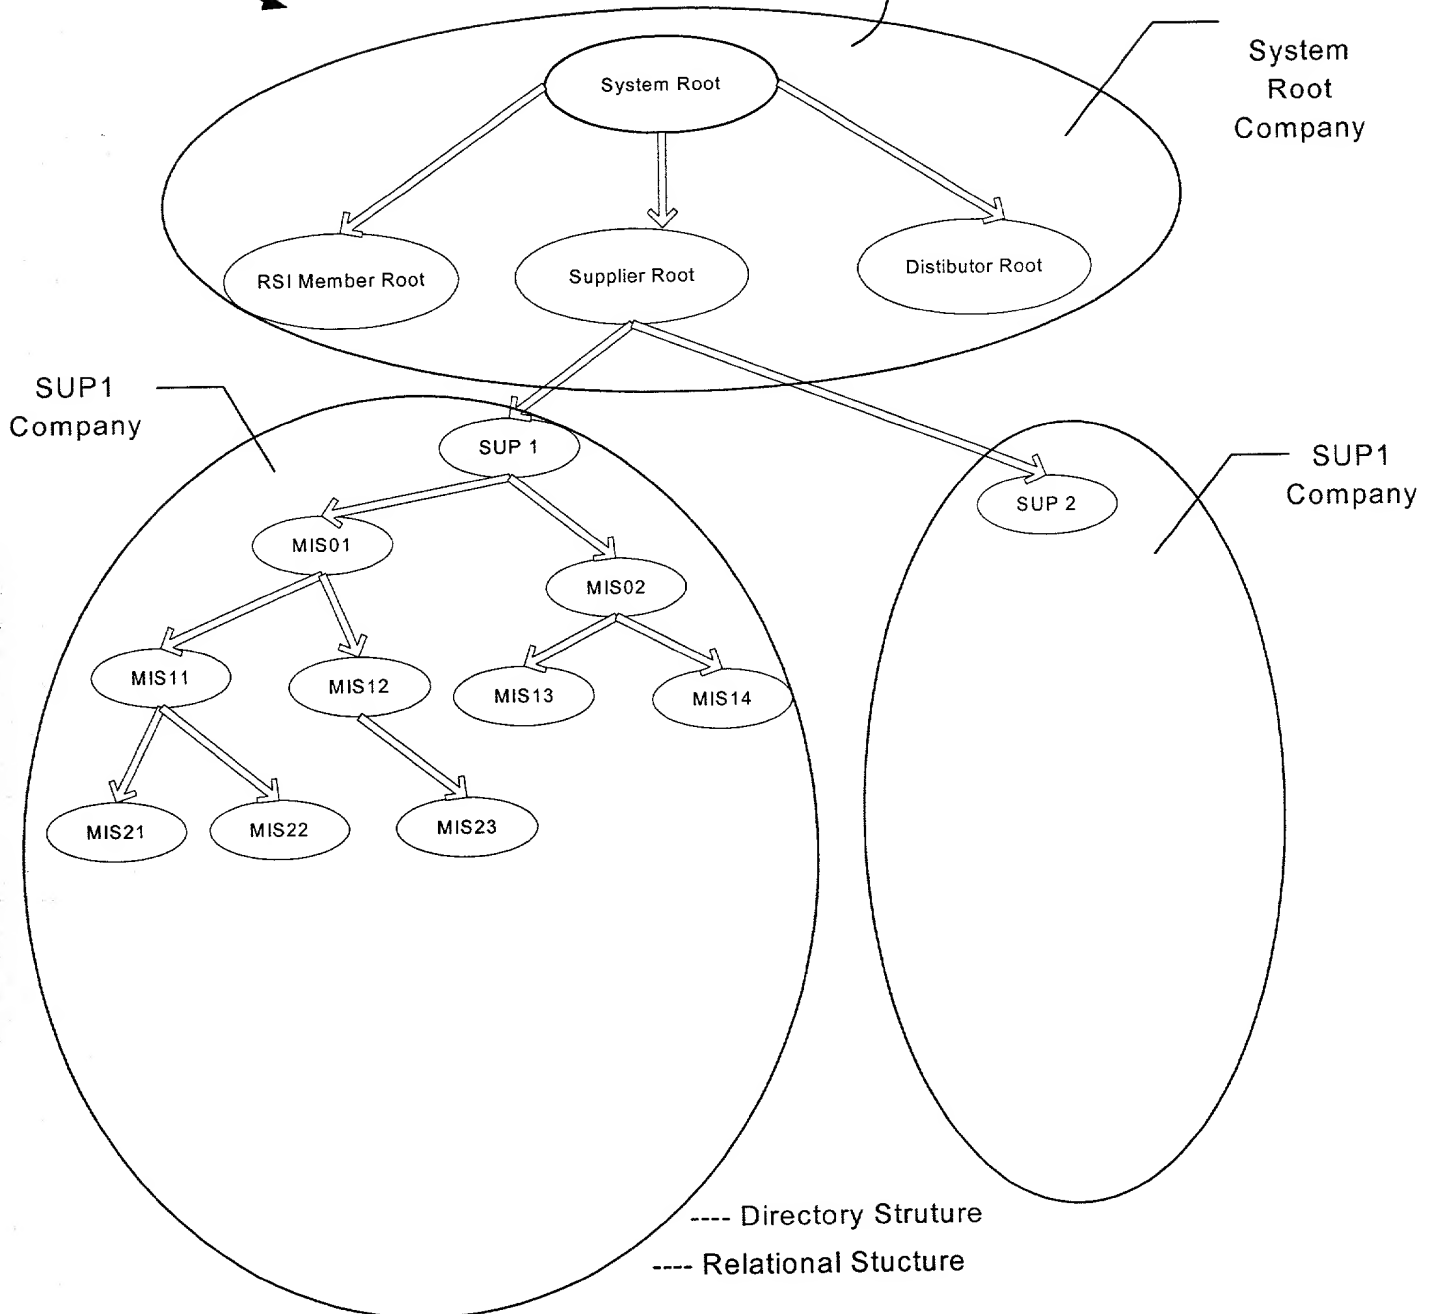 System Root
System
Root
Company
RSI Member Root
Supplier Root
Distibutor Root
SUP1
Company
SUP 1
SUP1
Company
SUP 2
MIS01
MIS02
MIS11
MIS12
MIS13
MIS14
MIS21
MIS22
MIS23
---- Directory Struture
---- Relational Stucture